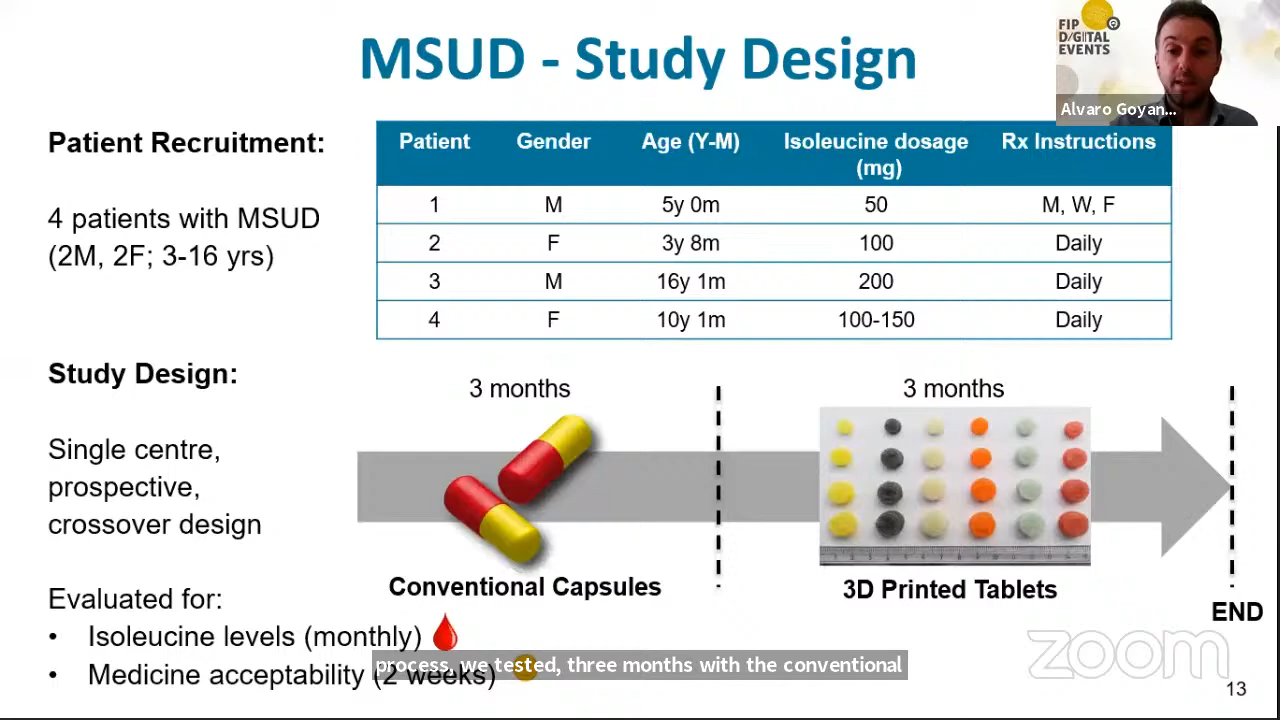 MSUD - Study Design
FIP
DIGITAL
EVENTS
Alvaro Goyan...
Patient Recruitment:
4 patients with MSUD
(2M, 2F; 3-16 yrs)
Patient Gender Age (Y-M) Isoleucine dosage (mg) Rx Instructions
1 M 5y 0m 50 M, W, F
2 F 3y 8m 100 Daily
3 M 16y 1m 200 Daily
4 F 10y 1m 100-150 Daily
Study Design:
Single centre,
prospective,
crossover design
Evaluated for:
• Isoleucine levels (monthly)
• Medicine acceptability (2 weeks)
3 months
Conventional Capsules
3 months
3D Printed Tablets
END
process, we tested, three months with the conventional
zoom
13